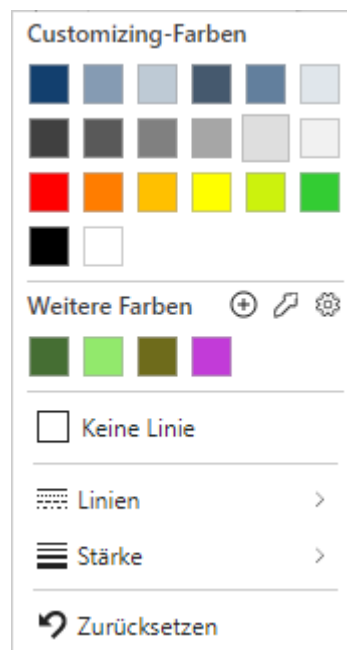 Customizing-Farben
Weitere Farben
Keine Linie
Linien
Stärke
Zurücksetzen